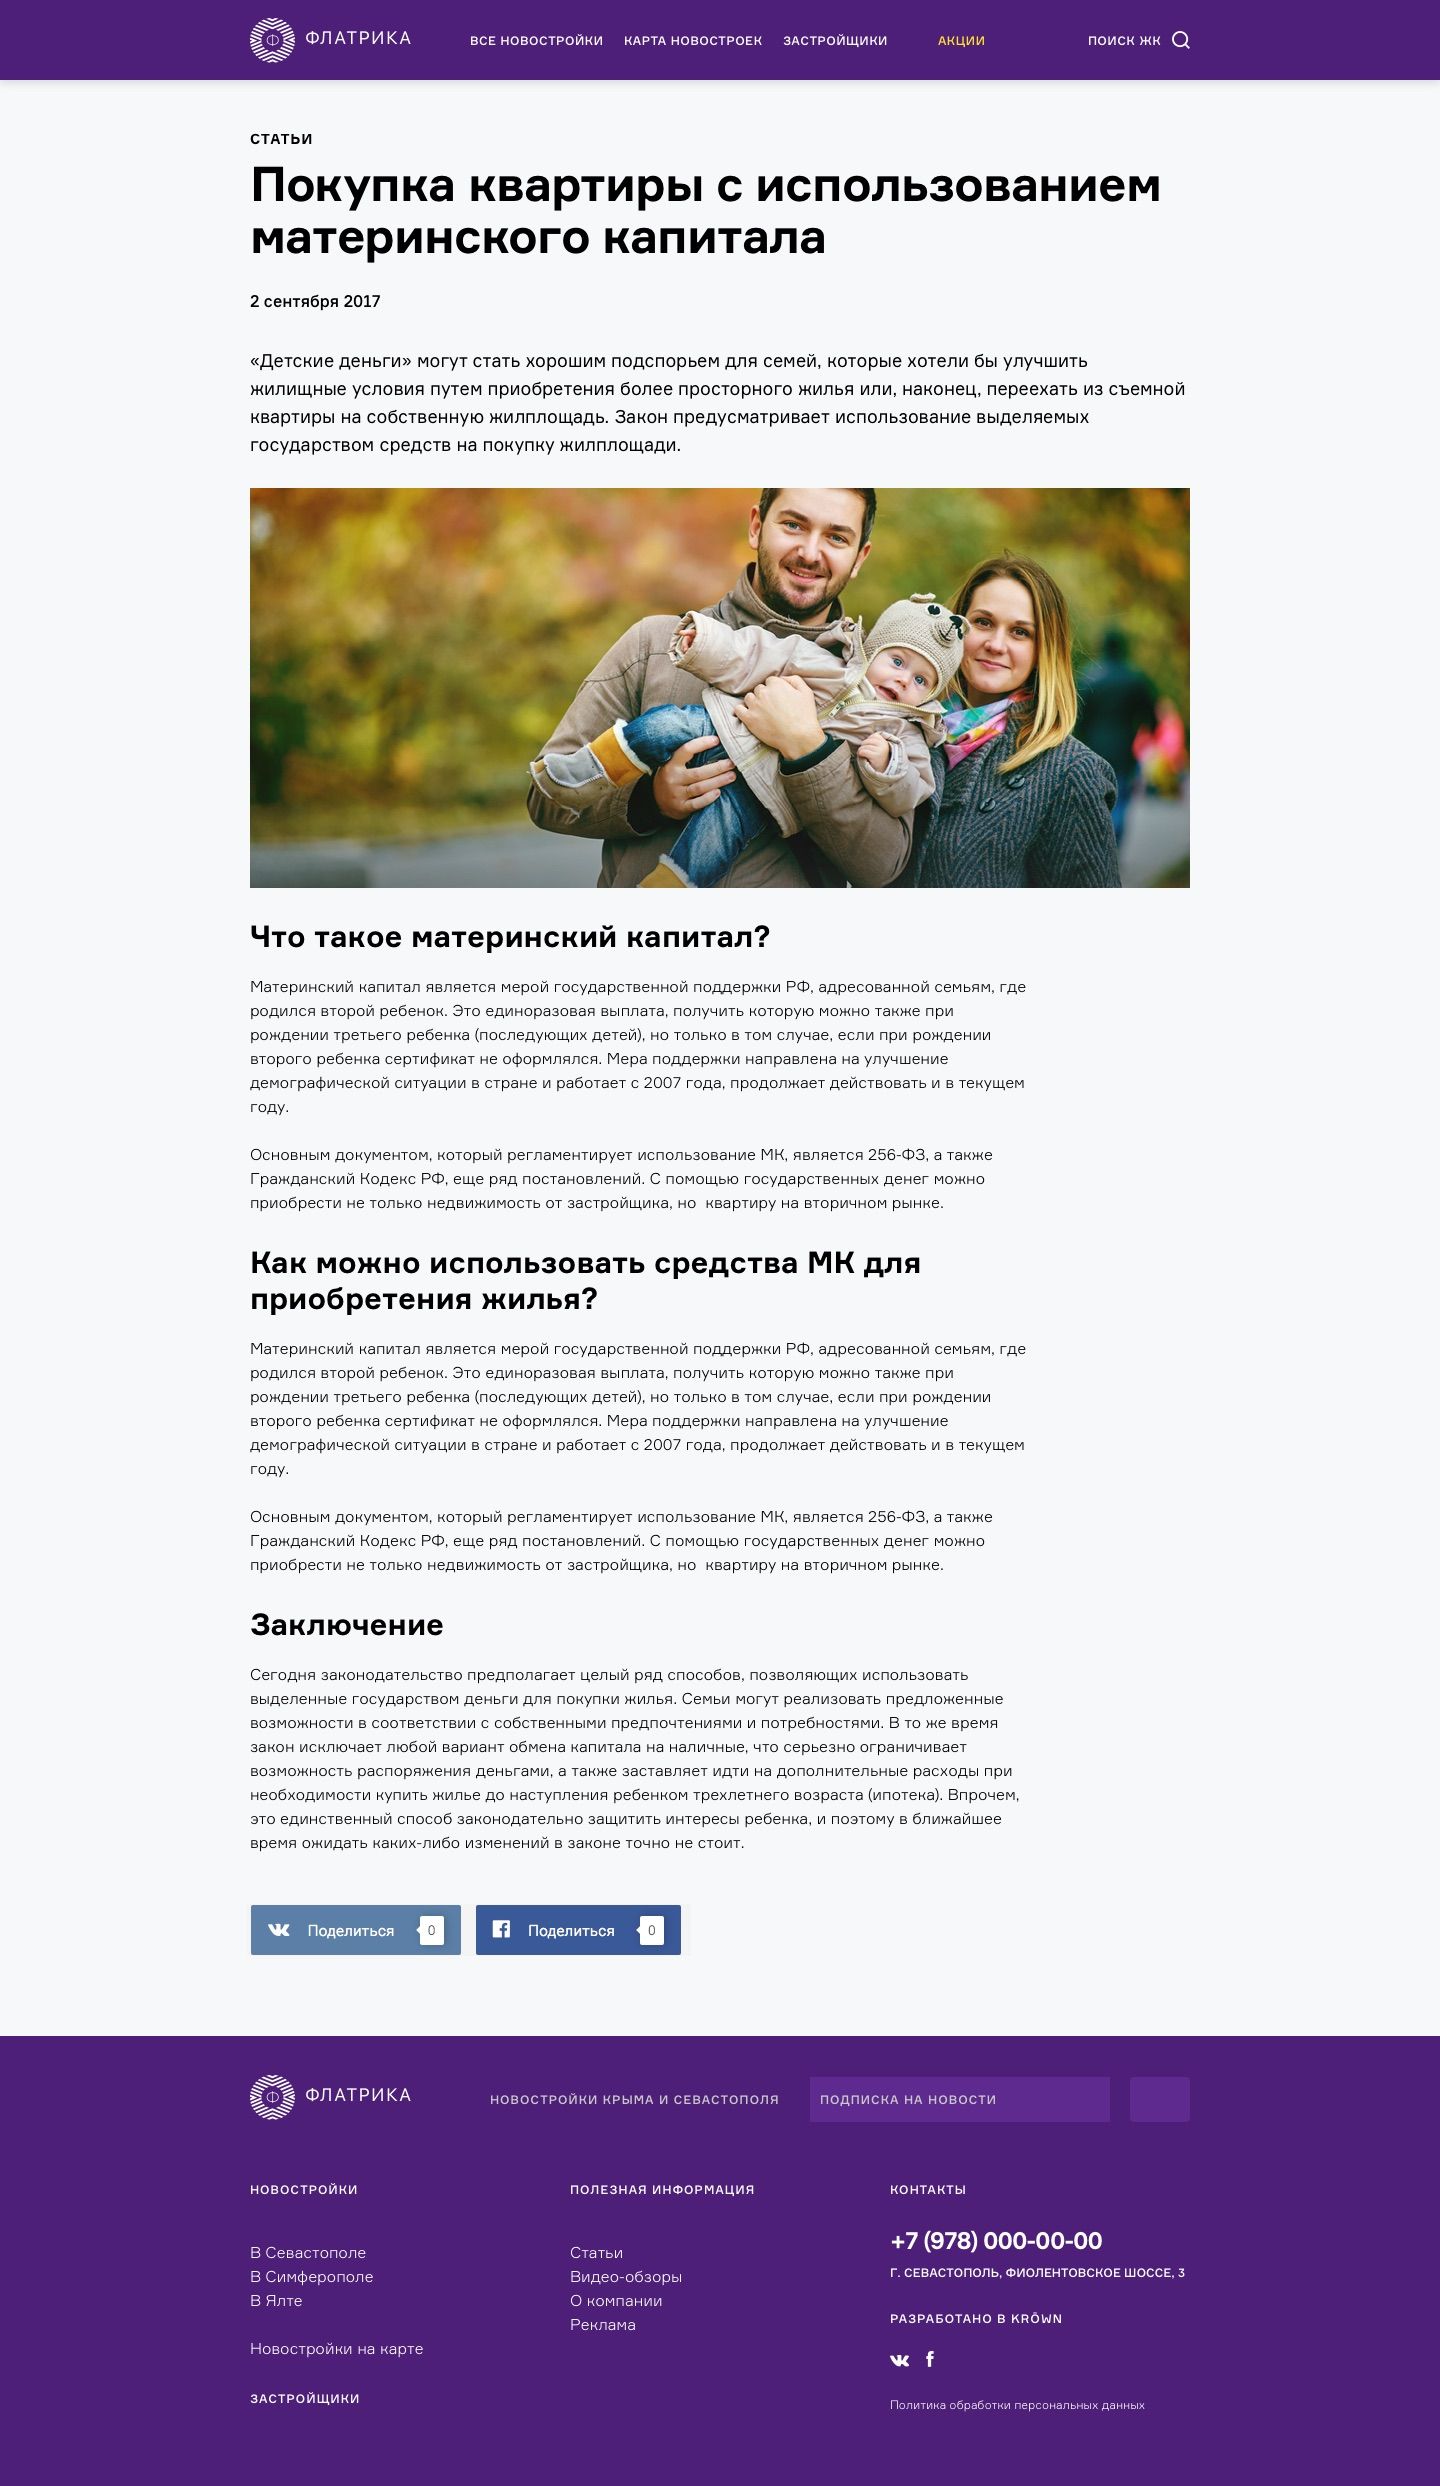 ФЛАТРИКА
ВСЕ НОВОСТРОЙКИ КАРТА НОВОСТРОЕК ЗАСТРОЙЩИКИ АКЦИИ ПОИСК ЖК
СТАТЬИ
Покупка квартиры с использованием
материнского капитала
2 сентября 2017
«Детские деньги» могут стать хорошим подспорьем для семей, которые хотели бы улучшить
жилищные условия путем приобретения более просторного жилья или, наконец, переехать из съемной
квартиры на собственную жилплощадь. Закон предусматривает использование выделяемых
государством средств на покупку жилплощади.
Что такое материнский капитал?
Материнский капитал является мерой государственной поддержки РФ, адресованной семьям, где
родился второй ребенок. Это единоразовая выплата, получить которую можно также при
рождении третьего ребенка (последующих детей), но только в том случае, если при рождении
второго ребенка сертификат не оформлялся. Мера поддержки направлена на улучшение
демографической ситуации в стране и работает с 2007 года, продолжает действовать и в текущем
году.
Основным документом, который регламентирует использование МК, является 256-ФЗ, а также
Гражданский Кодекс РФ, еще ряд постановлений. С помощью государственных денег можно
приобрести не только недвижимость от застройщика, но  квартиру на вторичном рынке.
Как можно использовать средства МК для
приобретения жилья?
Материнский капитал является мерой государственной поддержки РФ, адресованной семьям, где
родился второй ребенок. Это единоразовая выплата, получить которую можно также при
рождении третьего ребенка (последующих детей), но только в том случае, если при рождении
второго ребенка сертификат не оформлялся. Мера поддержки направлена на улучшение
демографической ситуации в стране и работает с 2007 года, продолжает действовать и в текущем
году.
Основным документом, который регламентирует использование МК, является 256-ФЗ, а также
Гражданский Кодекс РФ, еще ряд постановлений. С помощью государственных денег можно
приобрести не только недвижимость от застройщика, но  квартиру на вторичном рынке.
Заключение
Сегодня законодательство предполагает целый ряд способов, позволяющих использовать
выделенные государством деньги для покупки жилья. Семьи могут реализовать предложенные
возможности в соответствии с собственными предпочтениями и потребностями. В то же время
закон исключает любой вариант обмена капитала на наличные, что серьезно ограничивает
возможность распоряжения деньгами, а также заставляет идти на дополнительные расходы при
необходимости купить жилье до наступления ребенком трехлетнего возраста (ипотека). Впрочем,
это единственный способ законодательно защитить интересы ребенка, и поэтому в ближайшее
время ожидать каких-либо изменений в законе точно не стоит.
Поделиться 0 Поделиться 0
ФЛАТРИКА
НОВОСТРОЙКИ КРЫМА И СЕВАСТОПОЛЯ ПОДПИСКА НА НОВОСТИ
НОВОСТРОЙКИ
В Севастополе
В Симферополе
В Ялте
Новостройки на карте
ЗАСТРОЙЩИКИ
ПОЛЕЗНАЯ ИНФОРМАЦИЯ
Статьи
Видео-обзоры
О компании
Реклама
КОНТАКТЫ
+7 (978) 000-00-00
Г. СЕВАСТОПОЛЬ, ФИОЛЕНТОВСКОЕ ШОССЕ, 3
РАЗРАБОТАНО В KRÖWN
Политика обработки персональных данных